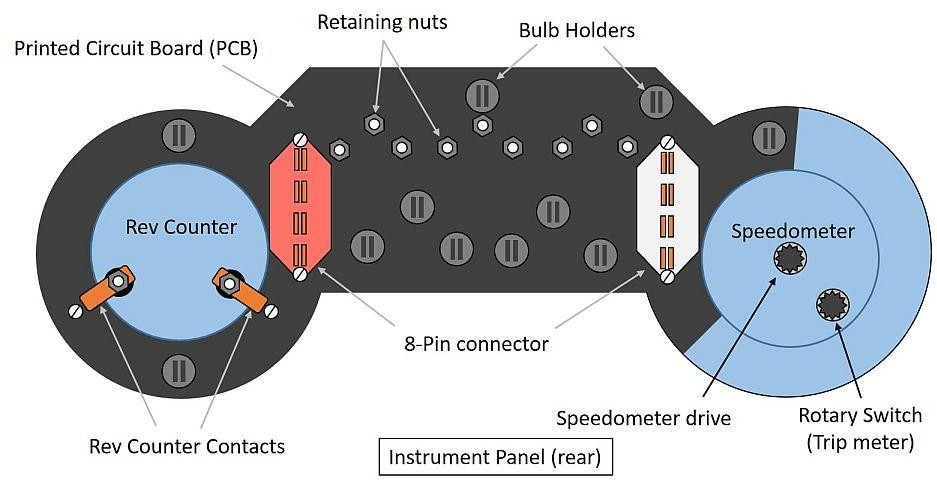 Retaining nuts
Bulb Holders
Printed Circuit Board (PCB)
Rev Counter
Speedometer
8-Pin connector
Speedometer drive
Rotary Switch
(Trip meter)
Rev Counter Contacts
Instrument Panel (rear)